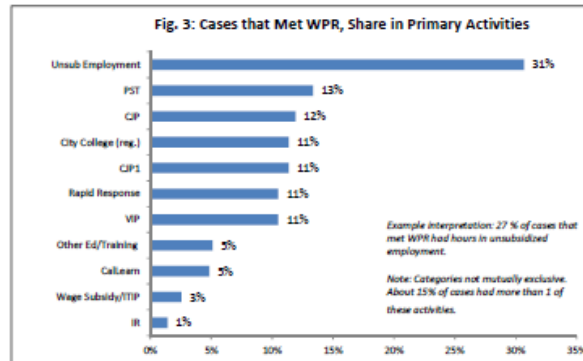 Fig. 3: Cases that Met WPR, Share in Primary Activities
Unsub Employment 31%
PST 13%
CJP 12%
City College (reg.) 11%
CJP1 11%
Rapid Response 11%
VIP 11%
Other Ed/Training 5%
CalLearn 5%
Wage Subsidy/ITIP 3%
IR 1%
Example interpretation: 27 % of cases that
met WPR had hours in unsubsidized
employment.
Note: Categories not mutually exclusive.
About 15% of cases had more than 1 of
these activities.
0% 5% 10% 15% 20% 25% 30% 35%